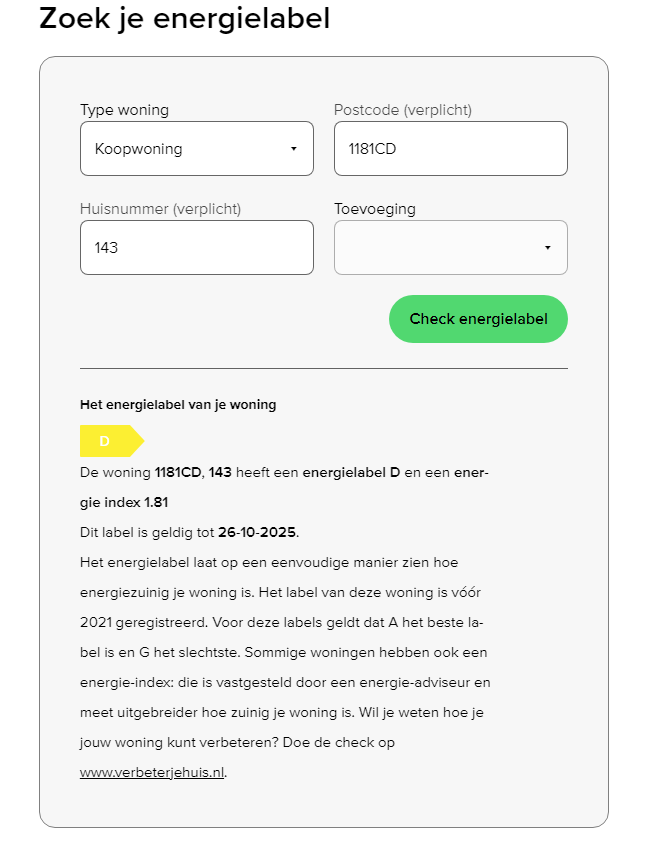 Zoek je energielabel
Type woning
Postcode (verplicht)
Koopwoning
1181CD
Huisnummer (verplicht)
Toevoeging
143
Check energielabel
Het energielabel van je woning
D
De woning 1181CD, 143 heeft een energielabel D en een ener-
gie index 1.81
Dit label is geldig tot 26-10-2025.
Het energielabel laat op een eenvoudige manier zien hoe
energiezuinig je woning is. Het label van deze woning is vóór
2021 geregistreerd. Voor deze labels geldt dat A het beste la-
bel is en G het slechtste. Sommige woningen hebben ook een
energie-index: die is vastgesteld door een energie-adviseur en
meet uitgebreider hoe zuinig je woning is. Wil je weten hoe je
jouw woning kunt verbeteren? Doe de check op
www.verbeterjehuis.nl.